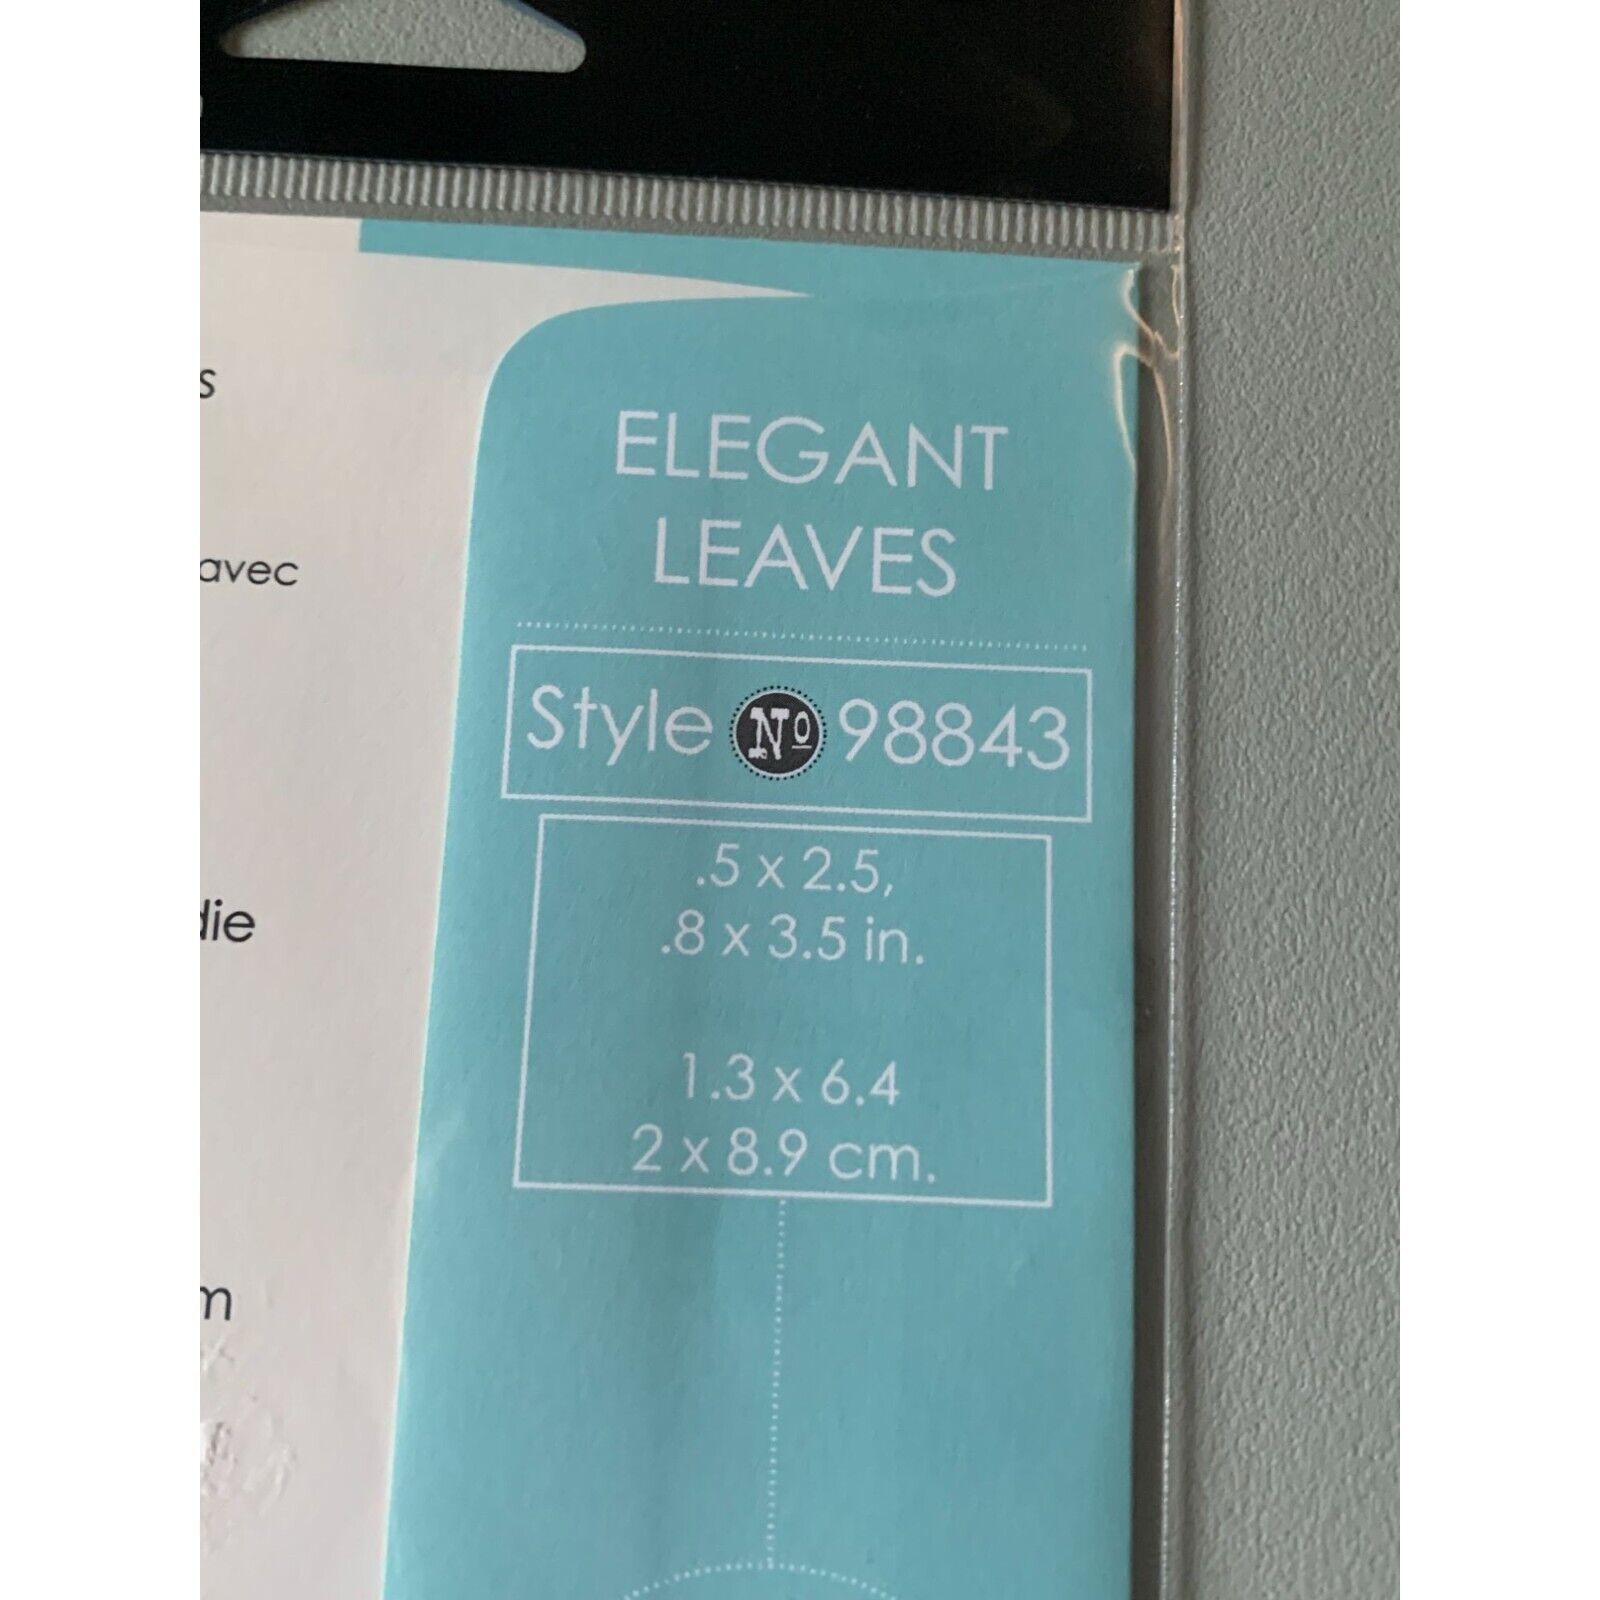 ELEGANT
LEAVES
Style No 98843
.5 x 2.5,
.8 x 3.5 in.
1.3 x 6.4
2 x 8.9 cm.
s
avec
die
m